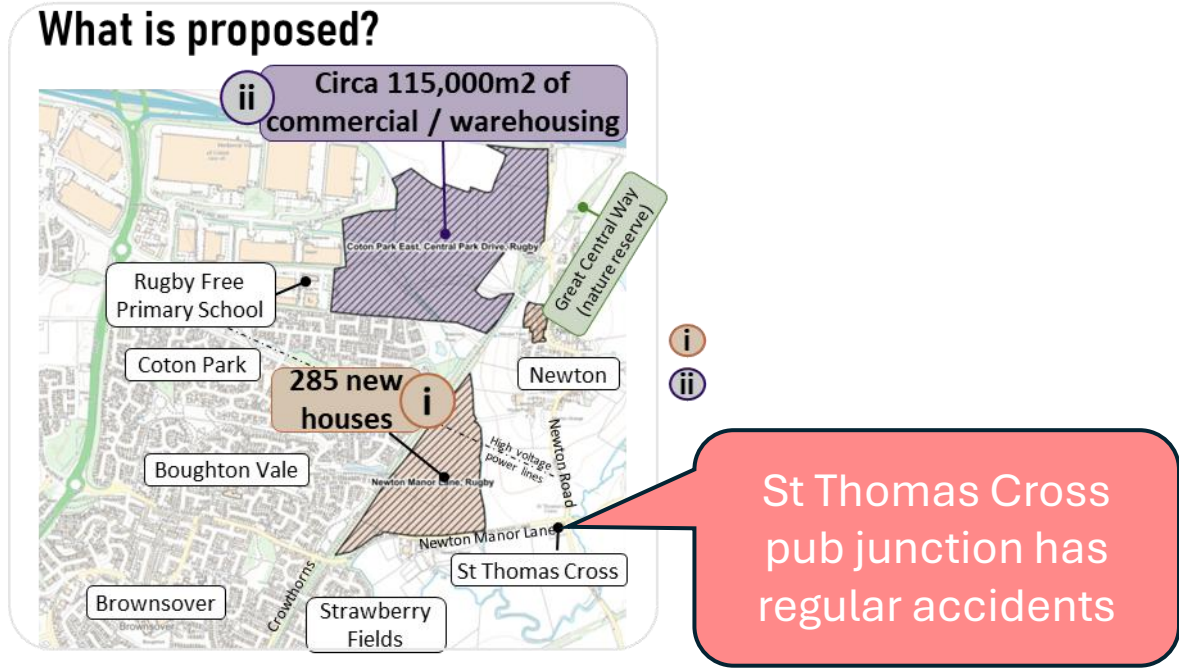 What is proposed?
ii
Circa 115,000m2 of
commercial / warehousing
Great Central Way
(nature reserve)
Coton Park East, Central Park Drive, Rugby
Rugby Free
Primary School
i
ii
Coton Park
Newton
285 new
houses
i
High voltage
power lines
Newton Road
Boughton Vale
Newton Manor Lane, Rugby
St Thomas Cross
pub junction has
regular accidents
Newton Manor Lane
St Thomas Cross
Crowthorns
Brownsover
Brownsover
Strawberry
Fields